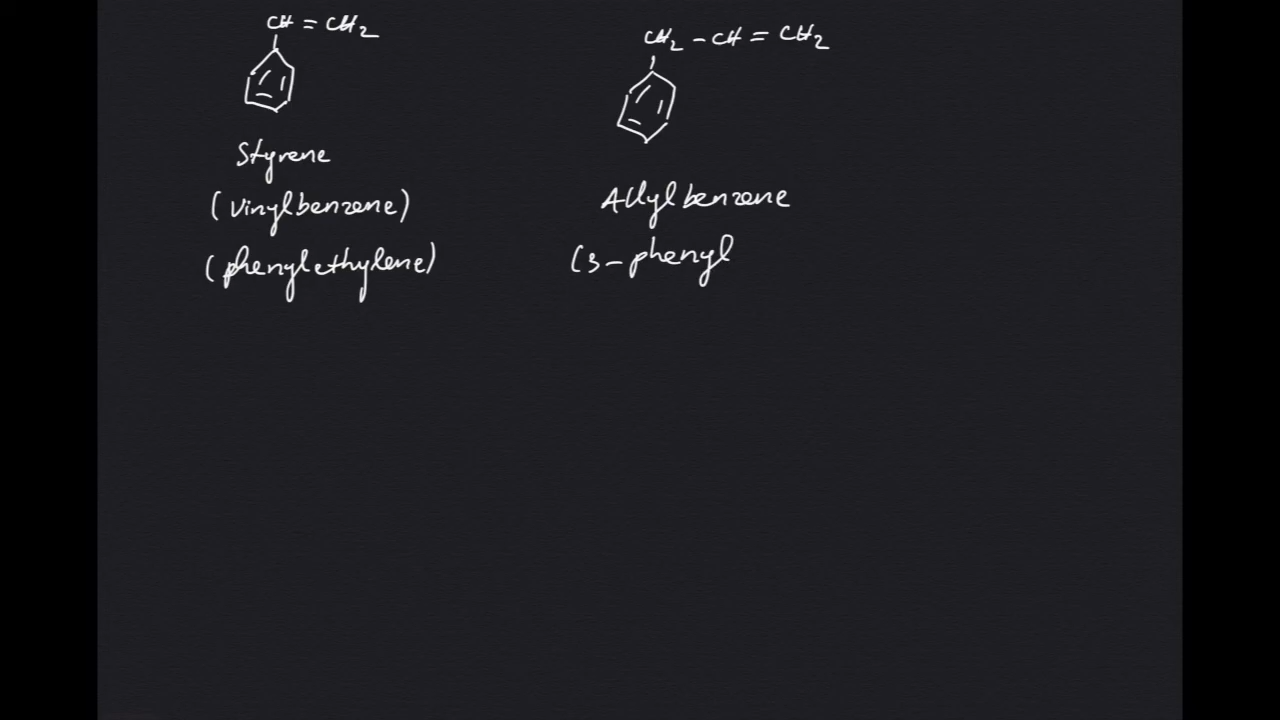 CH = CH2
Styrene
(vinylbenzene)
(phenylethylene)
CH2 - CH = CH2
Allylbenzene
(3-phenyl